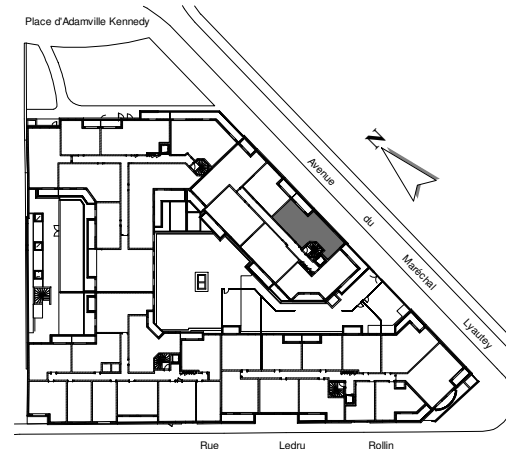 Place d'Adamville Kennedy
N
Avenue du Maréchal Lyautey
Rue Ledru Rollin